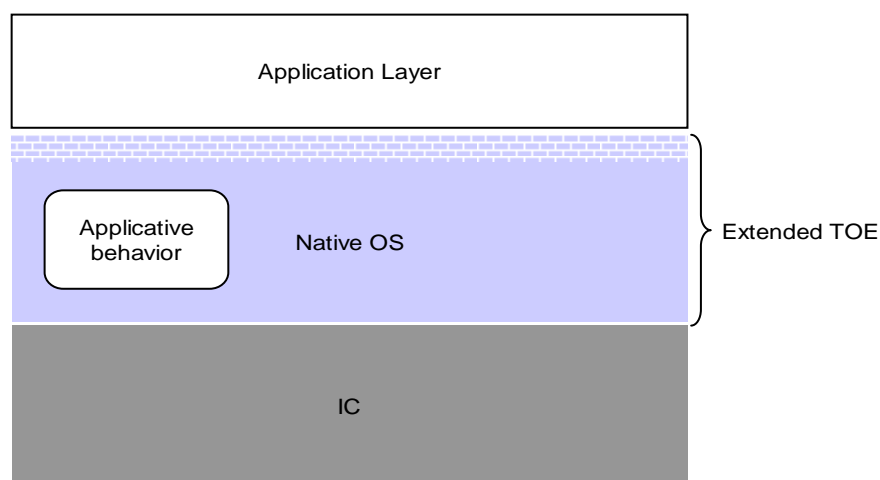 Application Layer
Applicative
behavior
Native OS
Extended TOE
IC